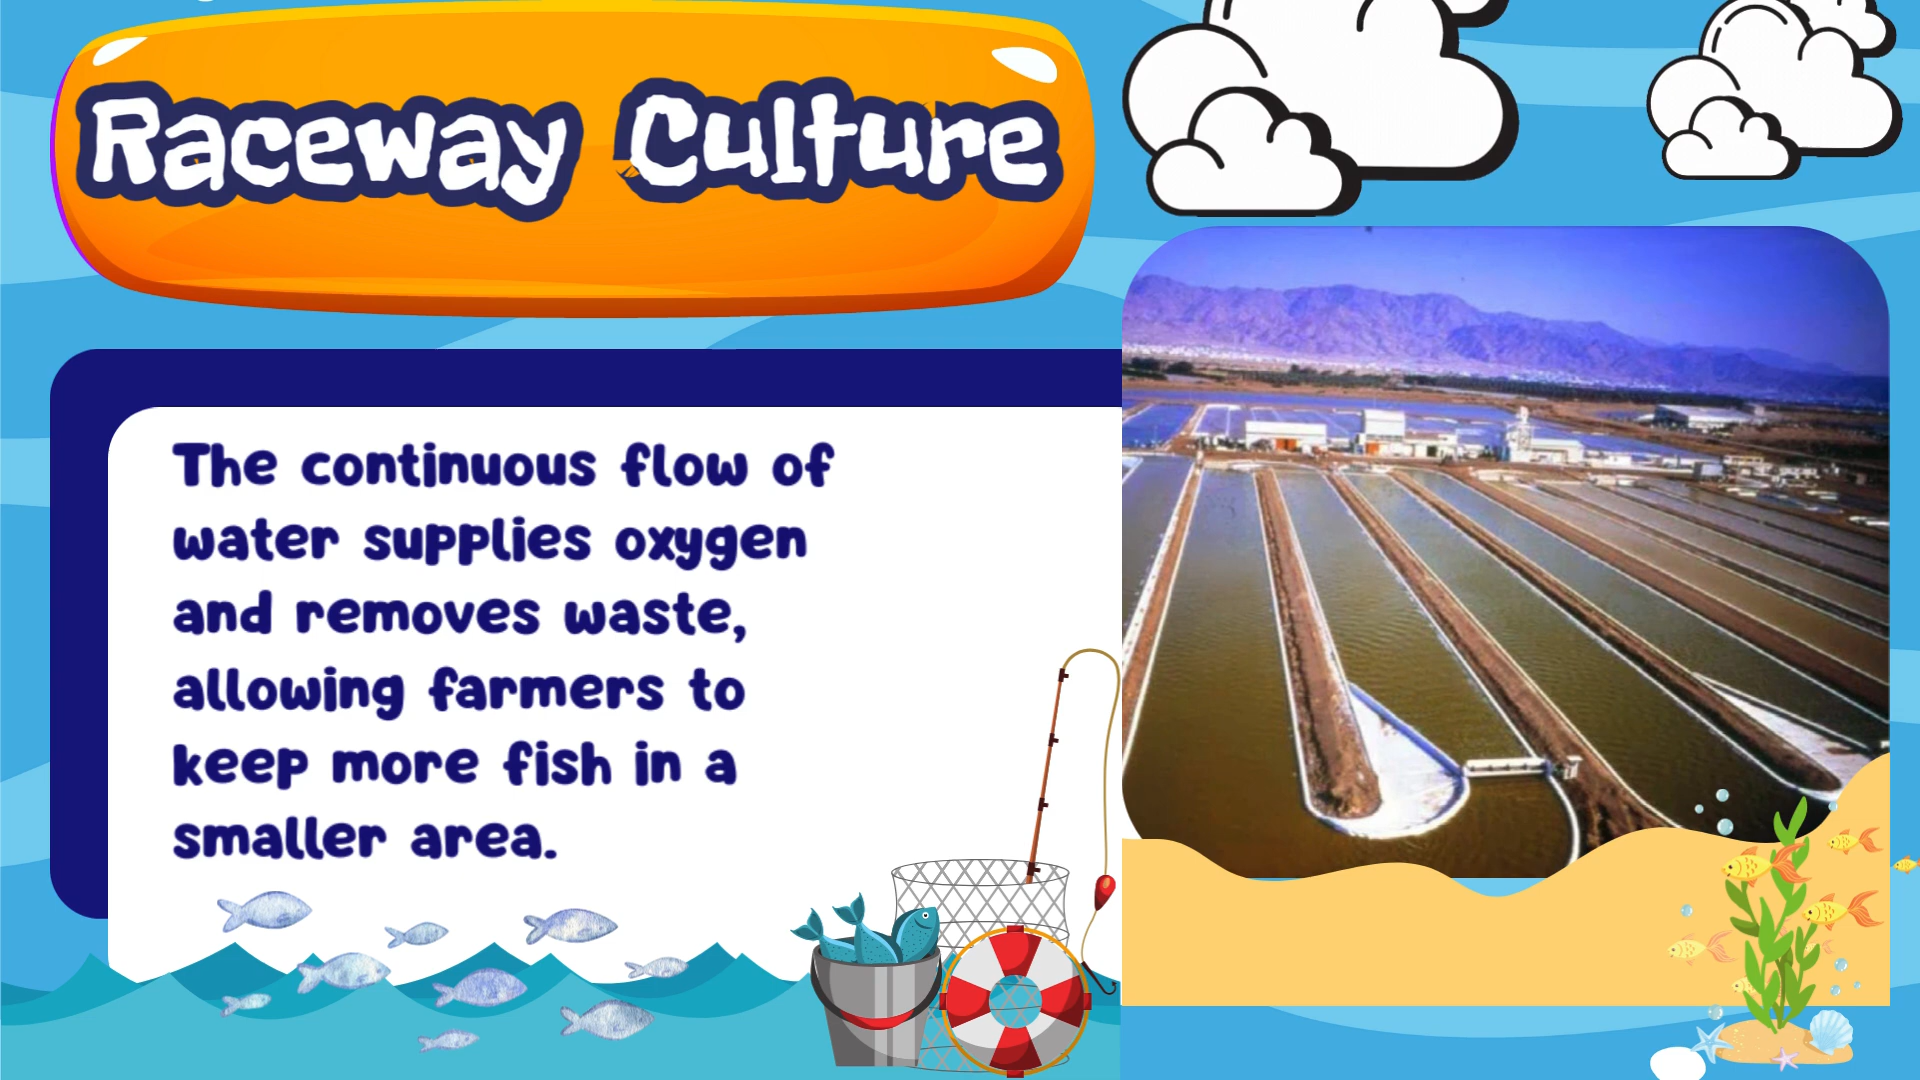 Raceway Culture
The continuous flow of
water supplies oxygen
and removes waste,
allowing farmers to
keep more fish in a
smaller area.